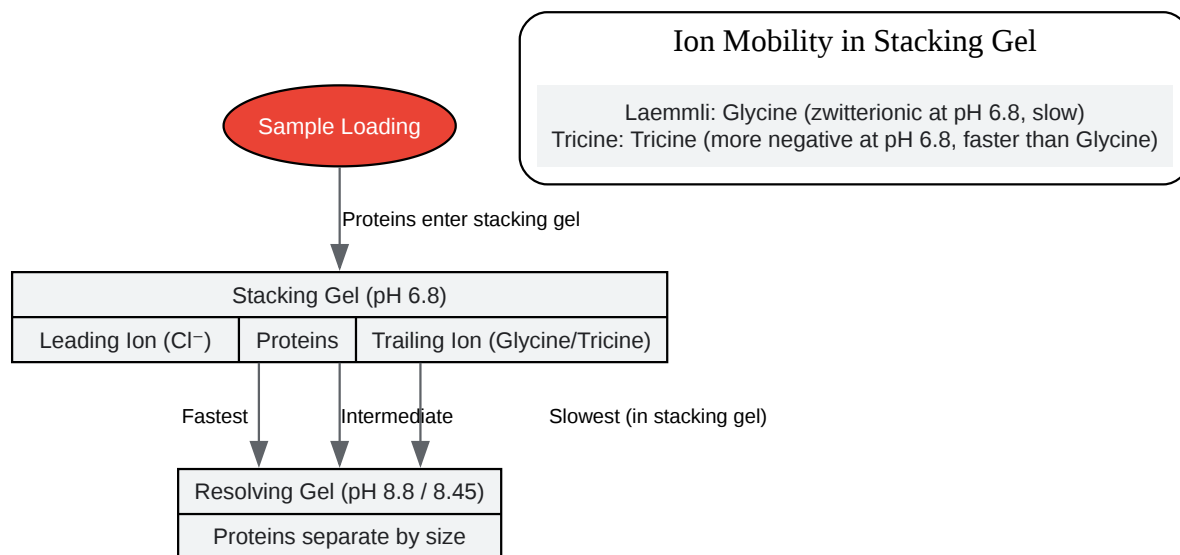 Ion Mobility in Stacking Gel
Laemmli: Glycine (zwitterionic at pH 6.8, slow)
Tricine: Tricine (more negative at pH 6.8, faster than Glycine)
Sample Loading
Proteins enter stacking gel
Stacking Gel (pH 6.8)
Leading Ion (Cl⁻)
Proteins
Trailing Ion (Glycine/Tricine)
Fastest
Intermediate
Slowest (in stacking gel)
Resolving Gel (pH 8.8 / 8.45)
Proteins separate by size